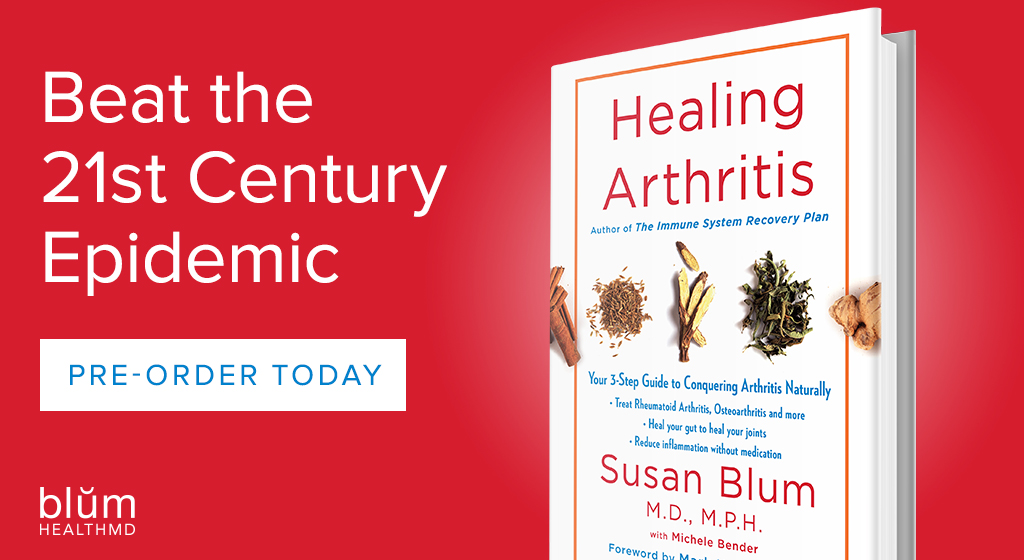 Beat the
21st Century
Epidemic
PRE-ORDER TODAY
blŭm
HEALTHMD
Healing
Arthritis
Author of The Immune System Recovery Plan
Your 3-Step Guide to Conquering Arthritis Naturally
• Treat Rheumatoid Arthritis, Osteoarthritis and more
• Heal your gut to heal your joints
• Reduce inflammation without medication
Susan Blum
M.D., M.P.H.
with Michele Bender
Foreword by